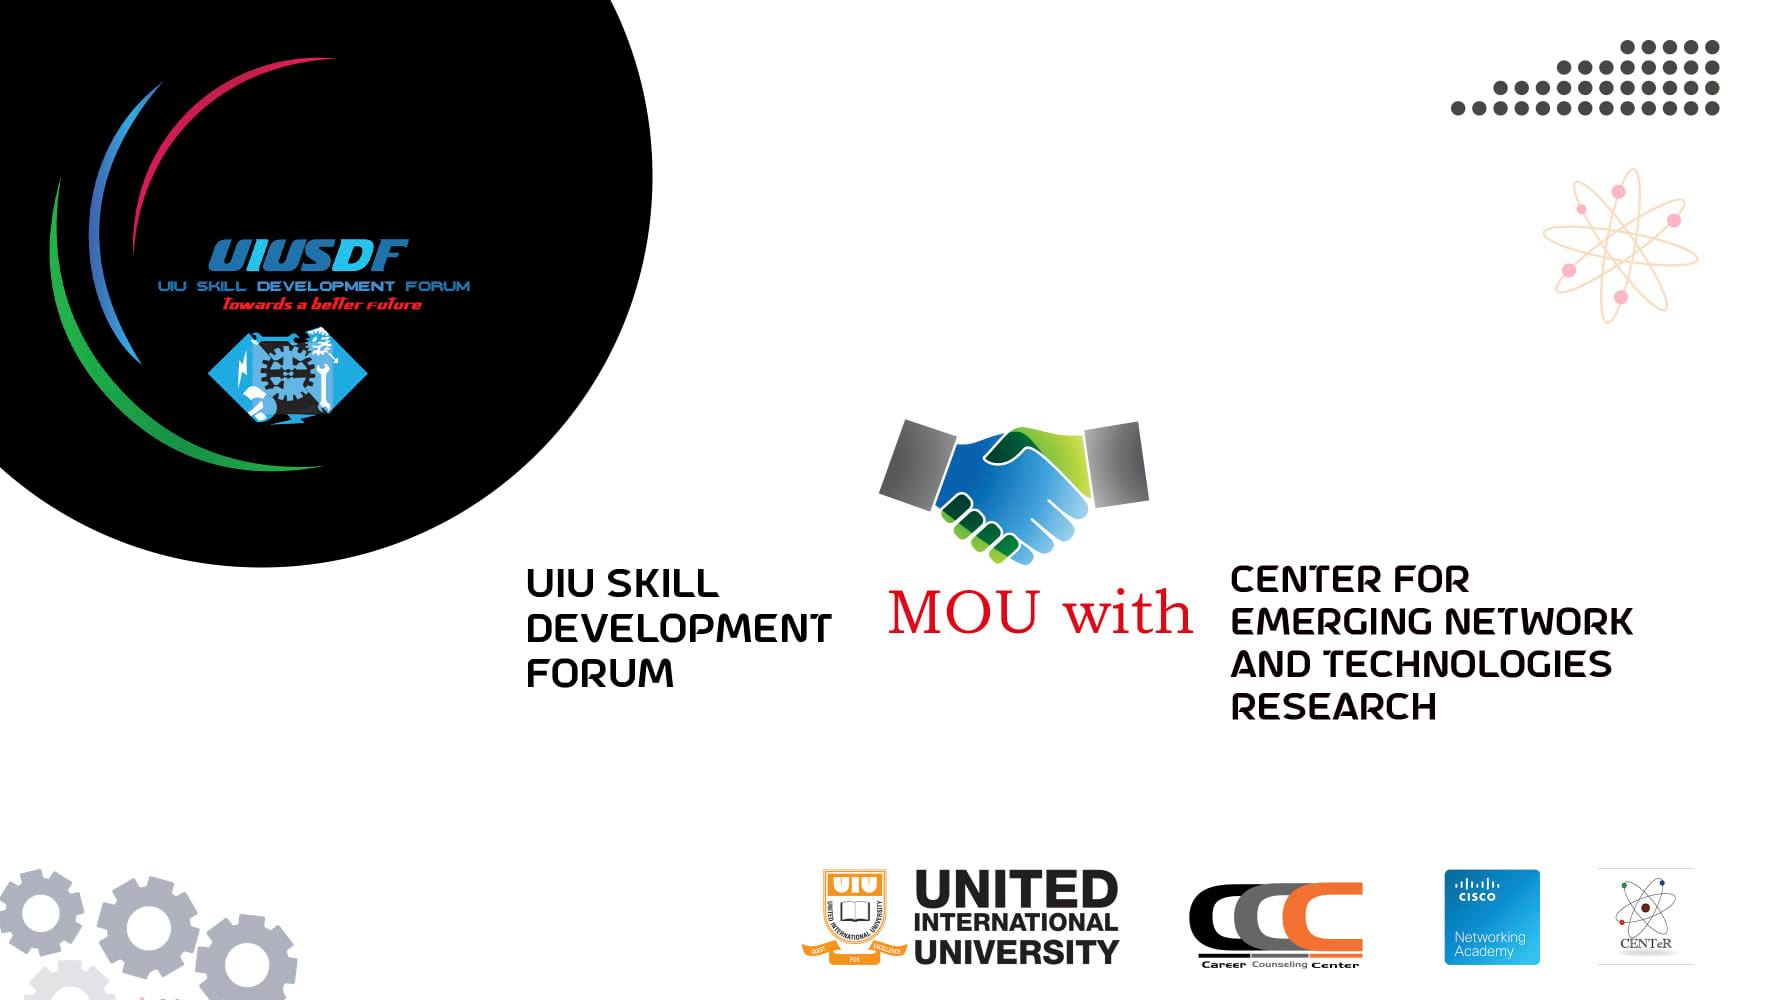 UIUSDF
UIU SKILL DEVELOPMENT FORUM
Towards a better Future
UIU SKILL
DEVELOPMENT
FORUM
MOU with
CENTER FOR
EMERGING NETWORK
AND TECHNOLOGIES
RESEARCH
UIU
UNITED INTERNATIONAL UNIVERSITY
QUEST FOR EXCELLENCE
UNITED
INTERNATIONAL
UNIVERSITY
CCC
Career Counseling Center
CISCO
Networking
Academy
CENTeR